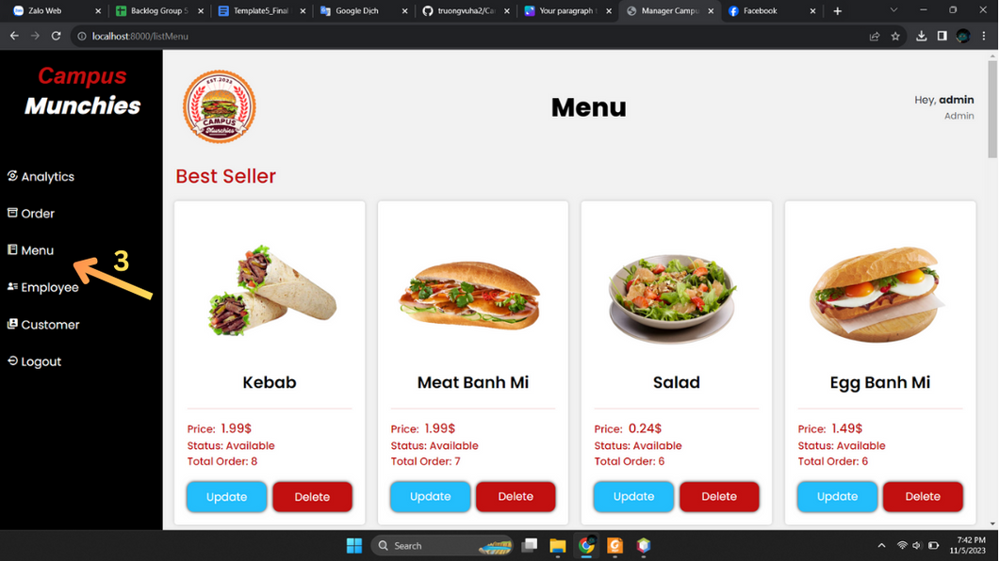 Zalo Web
Backlog Group 5
Template5_Final
Google Dịch
truongvuha2/Ca
Your paragraph
Manager Campu
Facebook
localhost:8000/listMenu
Campus
Munchies
EST.2023
CAMPUS
Munchies
Menu
Hey, admin
Admin
Analytics
Order
Menu
3
Employee
Customer
Logout
Best Seller
Kebab
Price: 1.99$
Status: Available
Total Order: 8
Update Delete
Meat Banh Mi
Price: 1.99$
Status: Available
Total Order: 7
Update Delete
Salad
Price: 0.24$
Status: Available
Total Order: 6
Update Delete
Egg Banh Mi
Price: 1.49$
Status: Available
Total Order: 6
Update Delete
Search
7:42 PM
11/5/2023